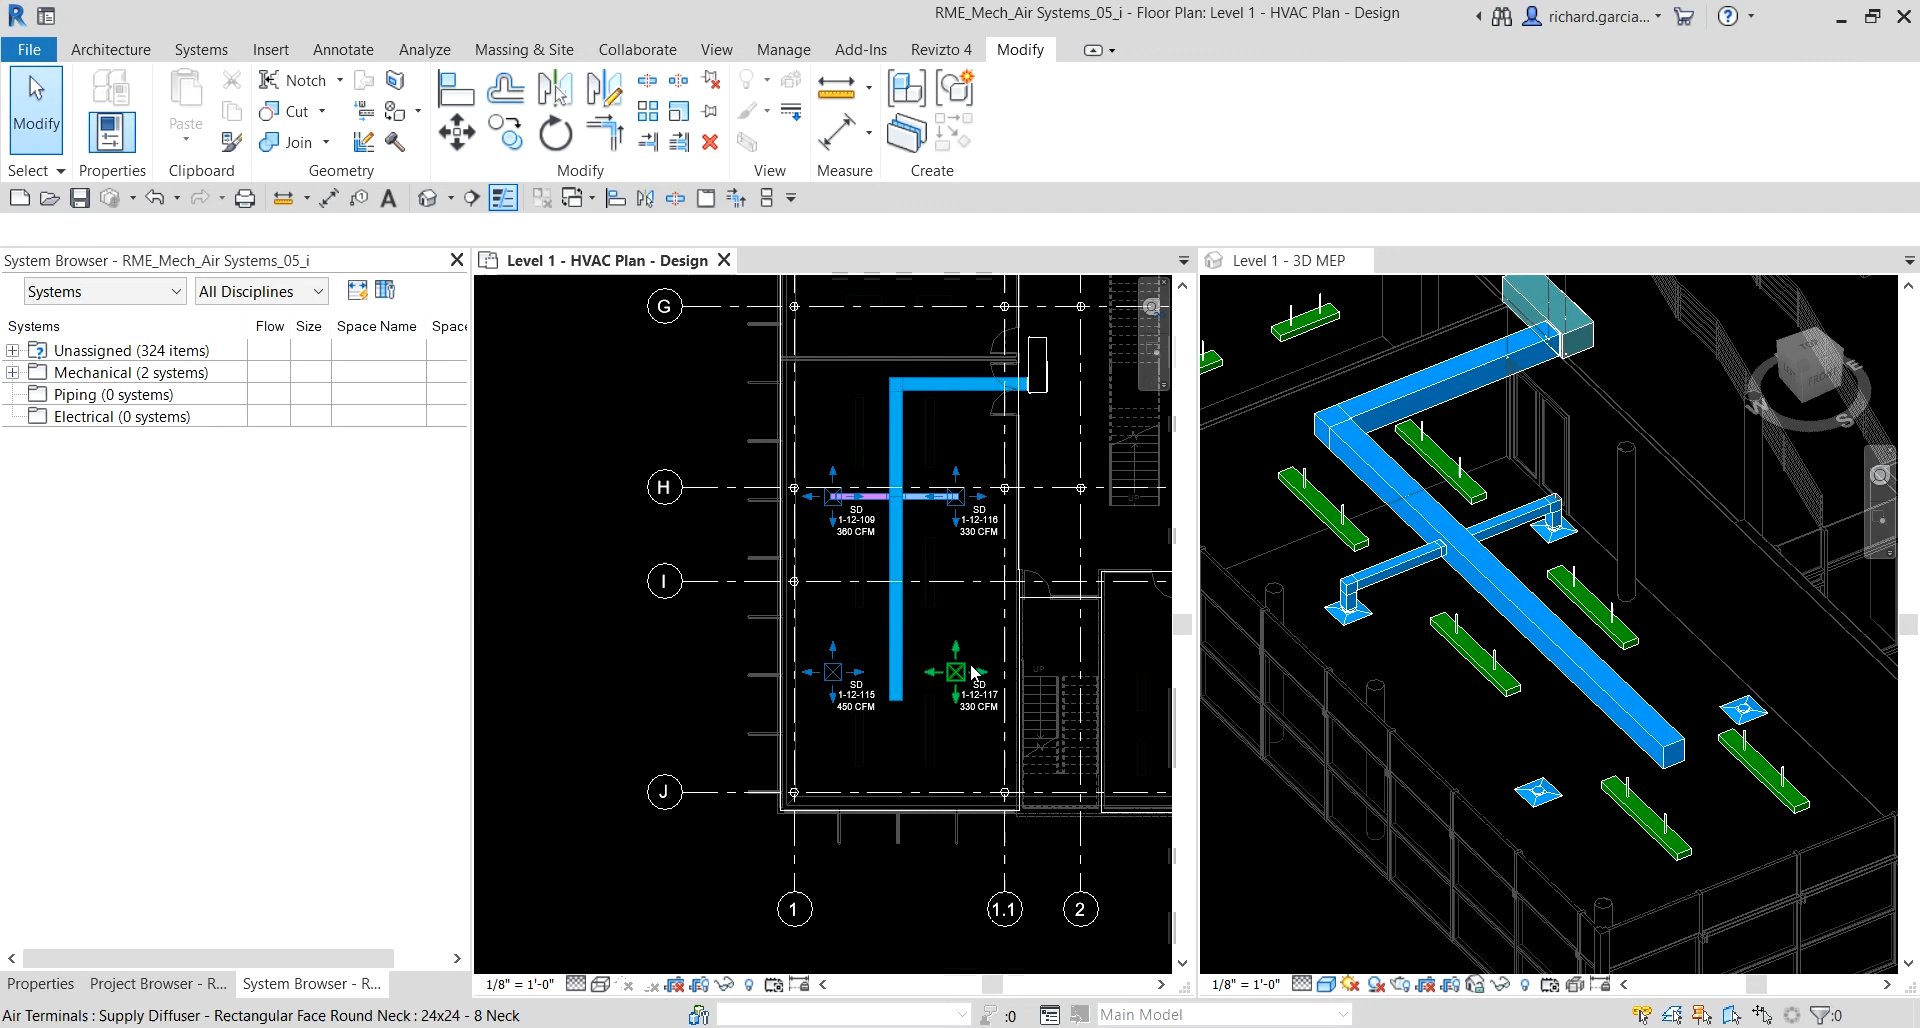 RME_Mech_Air Systems_05_i - Floor Plan: Level 1 - HVAC Plan - Design
richard.garcia...
File Architecture Systems Insert Annotate Analyze Massing & Site Collaborate View Manage Add-Ins Revizto 4 Modify
Notch
Cut
Join
Modify
Paste
Select Properties Clipboard Geometry Modify View Measure Create
System Browser - RME_Mech_Air Systems_05_i
Level 1 - HVAC Plan - Design
Level 1 - 3D MEP
Systems All Disciplines
Systems Flow Size Space Name Space
Unassigned (324 items)
Mechanical (2 systems)
Piping (0 systems)
Electrical (0 systems)
G
H
SD
1-12-109
360 CFM
SD
1-12-116
330 CFM
UP
I
SD
1-12-115
450 CFM
SD
1-12-117
330 CFM
UP
J
1
1.1
2
TOP
FRONT
W
S
E
Properties Project Browser - R... System Browser - R...
1/8" = 1'-0"
1/8" = 1'-0"
Air Terminals : Supply Diffuser - Rectangular Face Round Neck : 24x24 - 8 Neck
:0
Main Model
:0